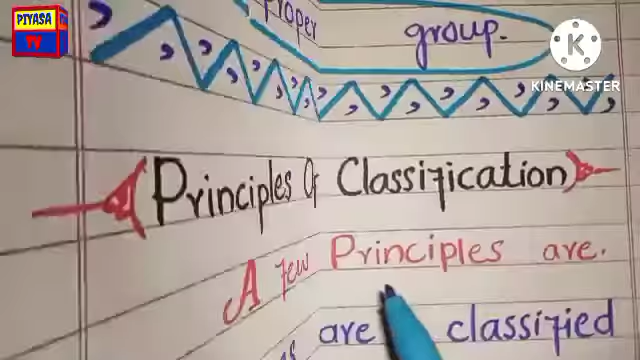 PIYASA
TV
Proper
group.
KINEMASTER
Principles Of Classification
A few Principles are.
are classified